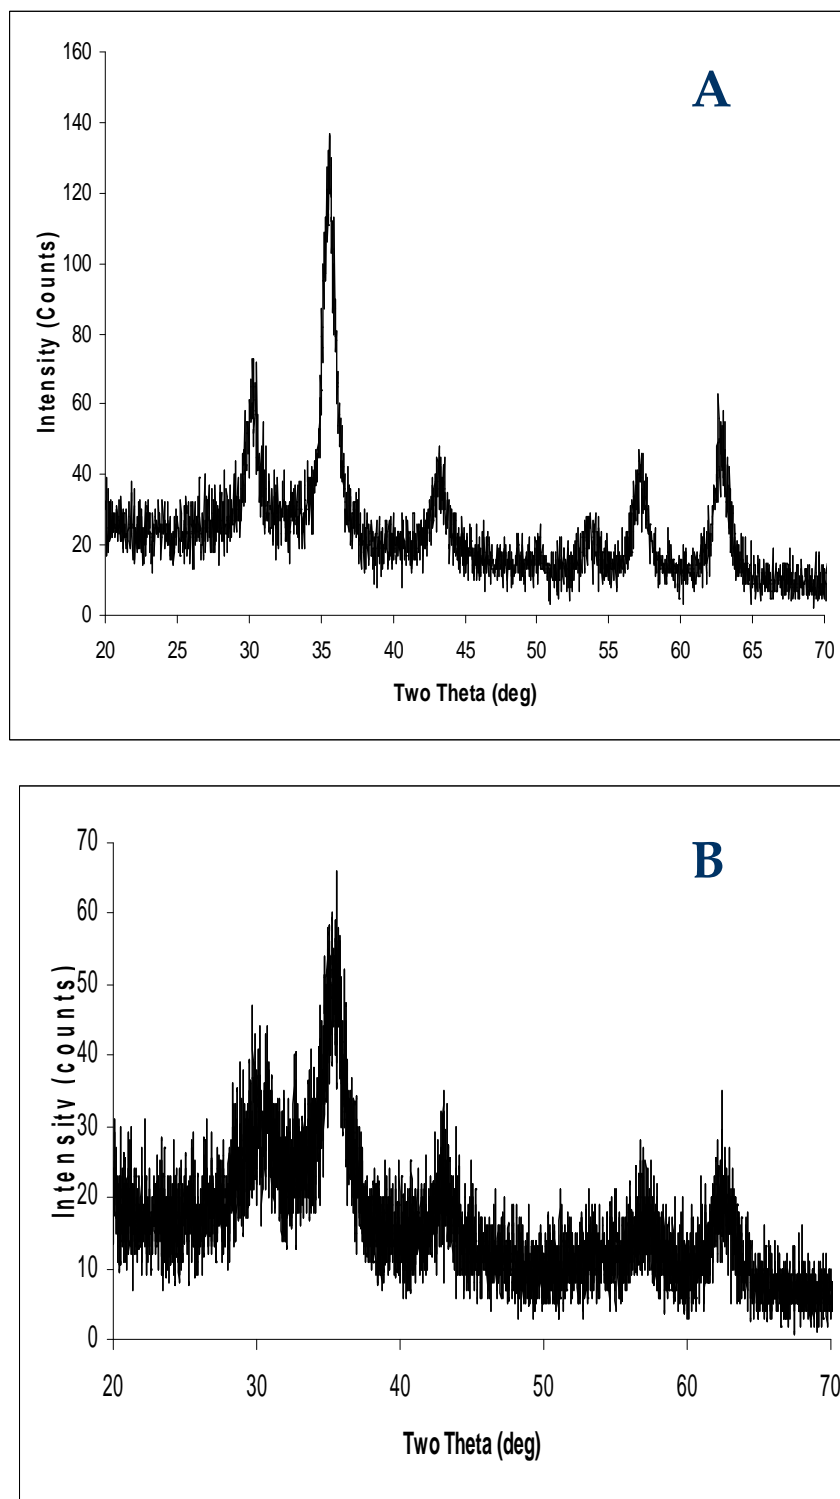 A
160
140
120
100
80
60
40
20
0
Intensity (Counts)
20 25 30 35 40 45 50 55 60 65 70
Two Theta (deg)
B
70
60
50
40
30
20
10
0
Intensity (counts)
20 30 40 50 60 70
Two Theta (deg)